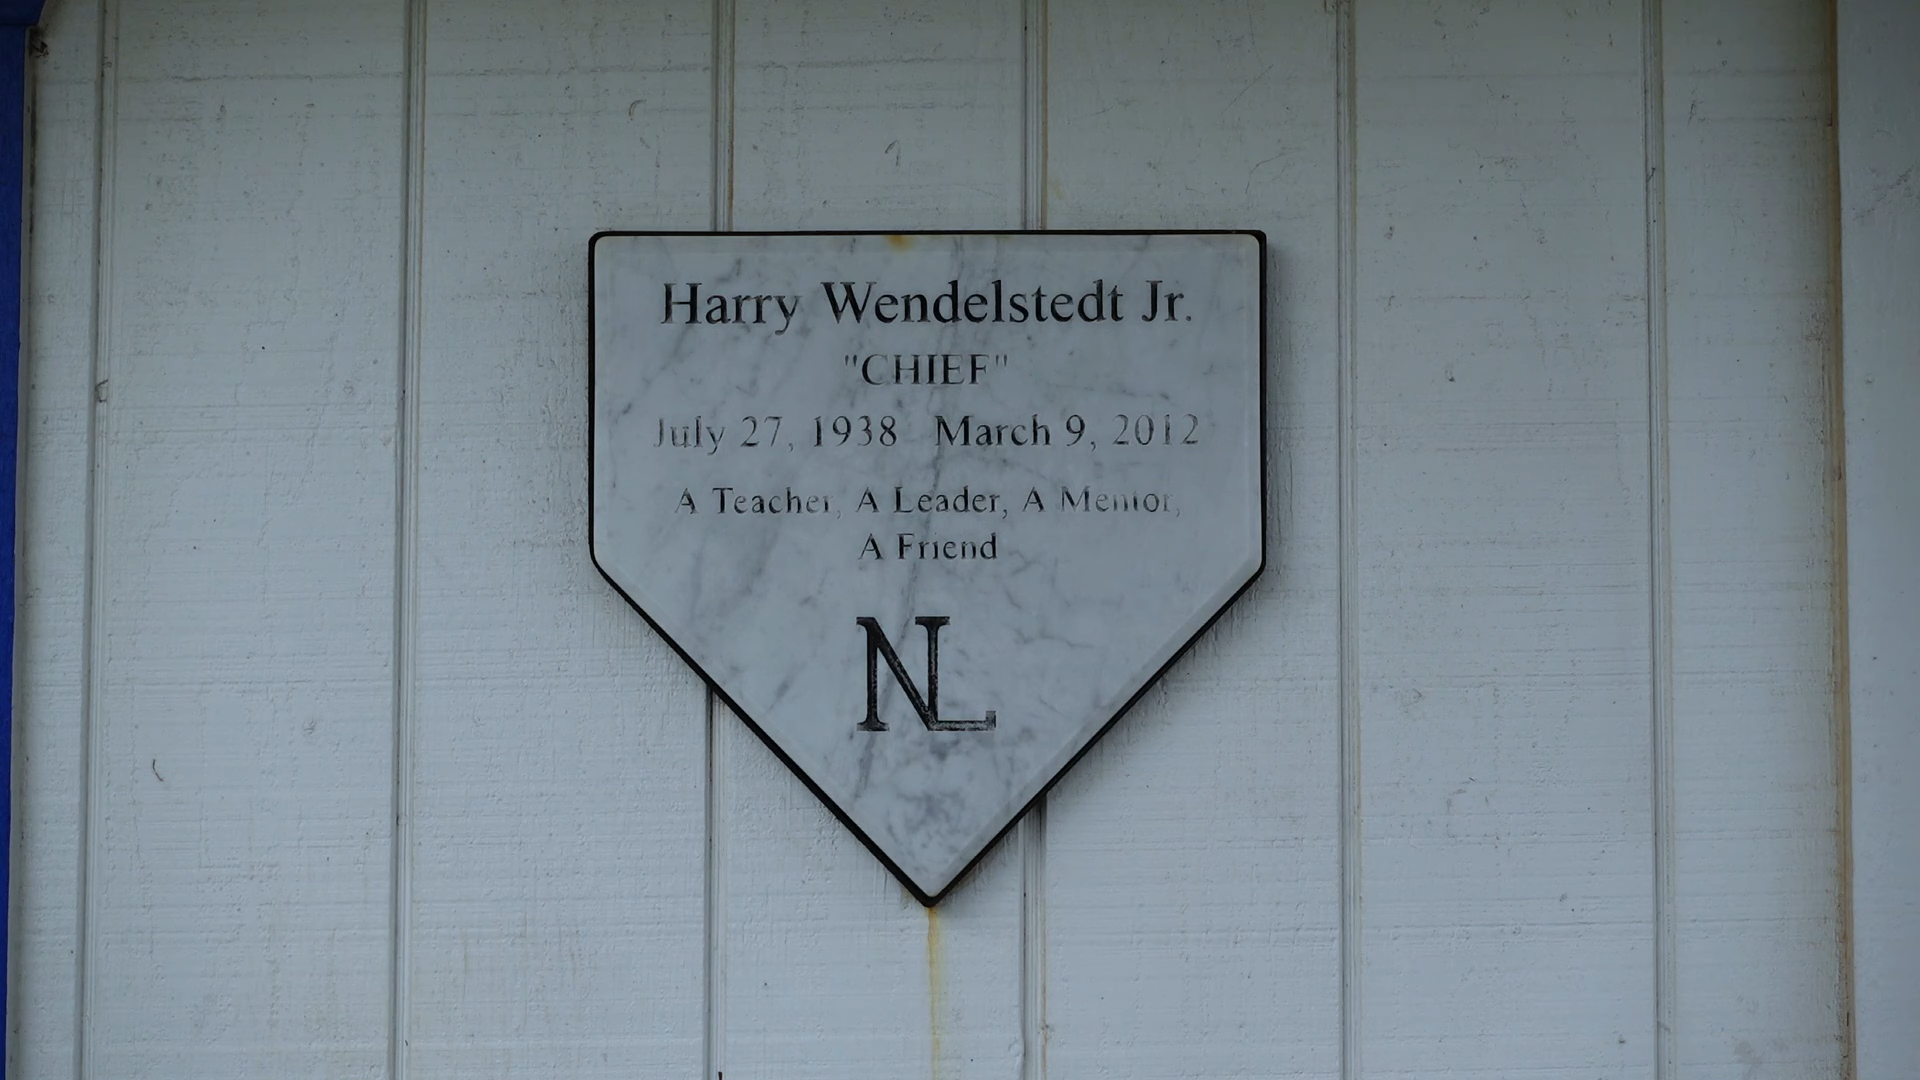 Harry Wendelstedt Jr.
"CHIEF"
July 27, 1938 March 9, 2012
A Teacher, A Leader, A Mentor,
A Friend
NL